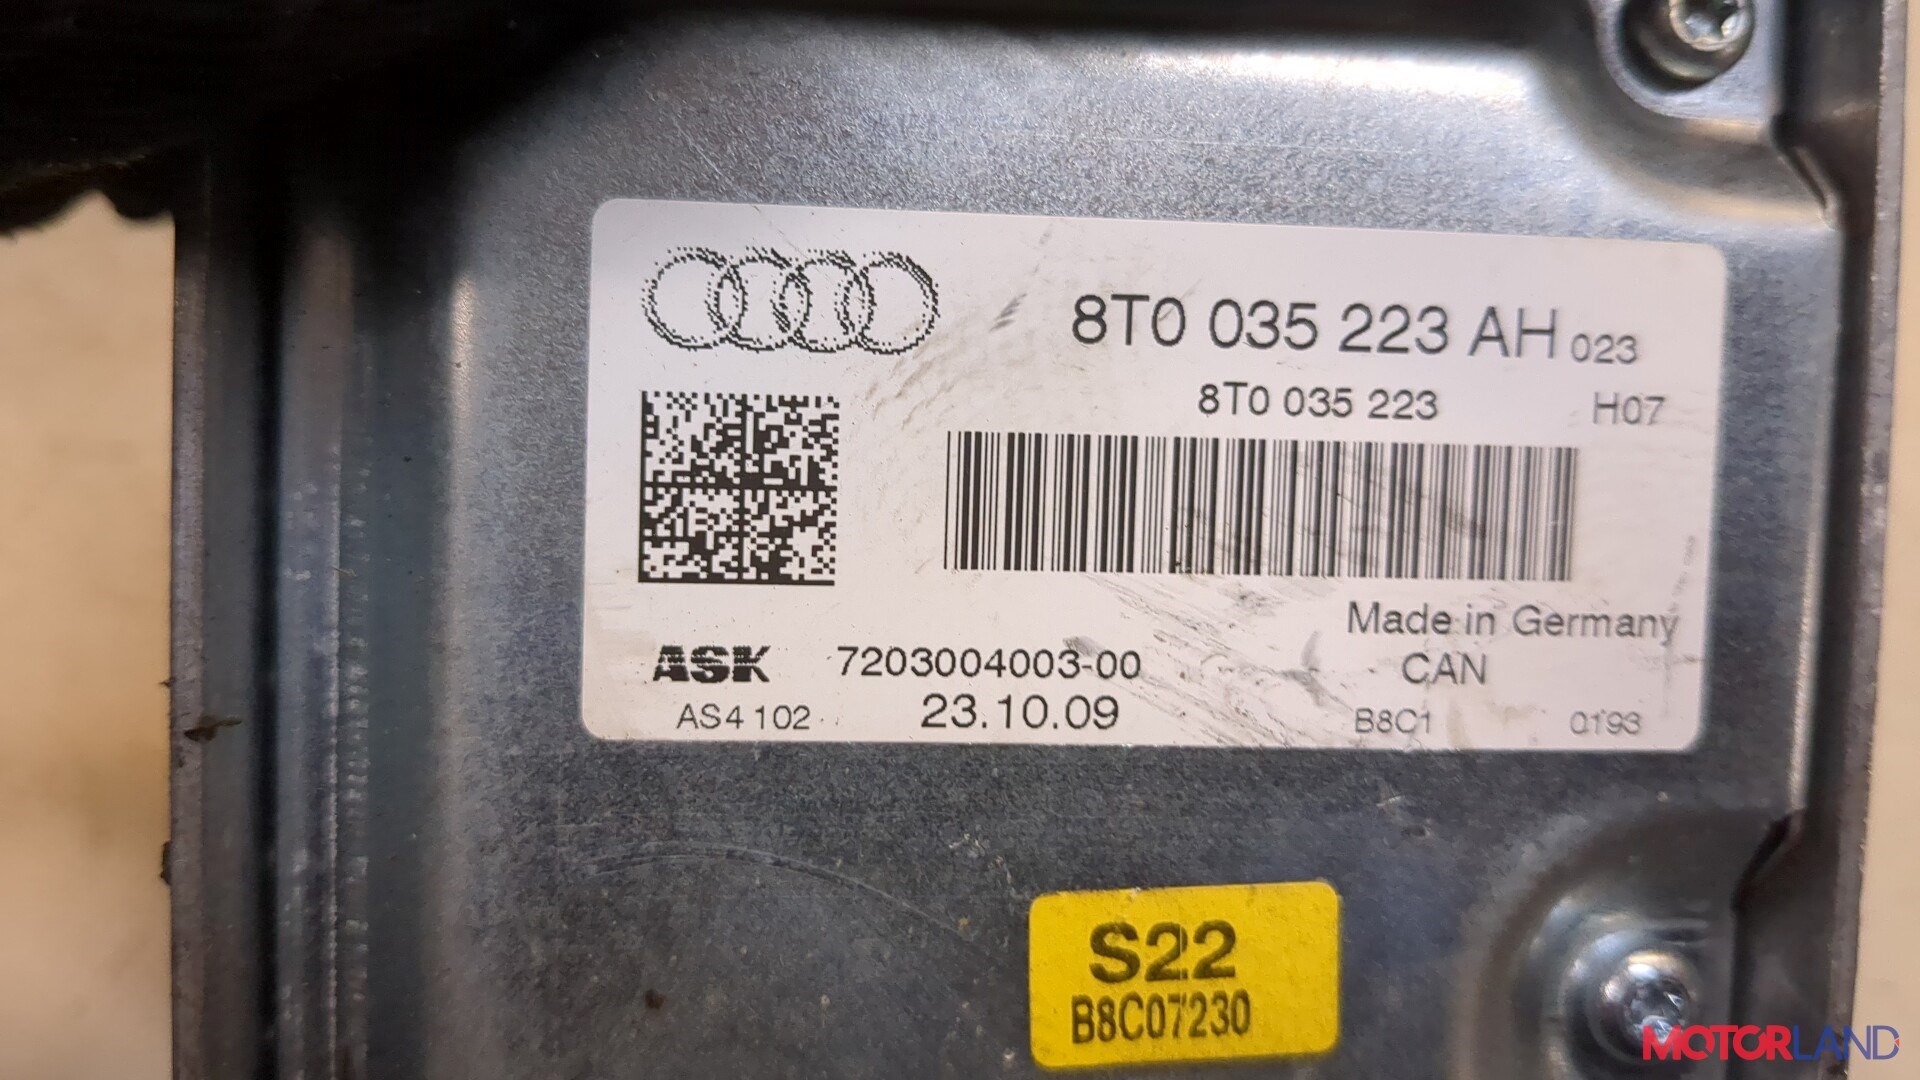 8T0 035 223 AH 023
8T0 035 223 H07
Made in Germany
ASK 7203004003-00 CAN
AS4 102 23.10.09 B8C1 0193
S22
B8C07230
MOTORLAND